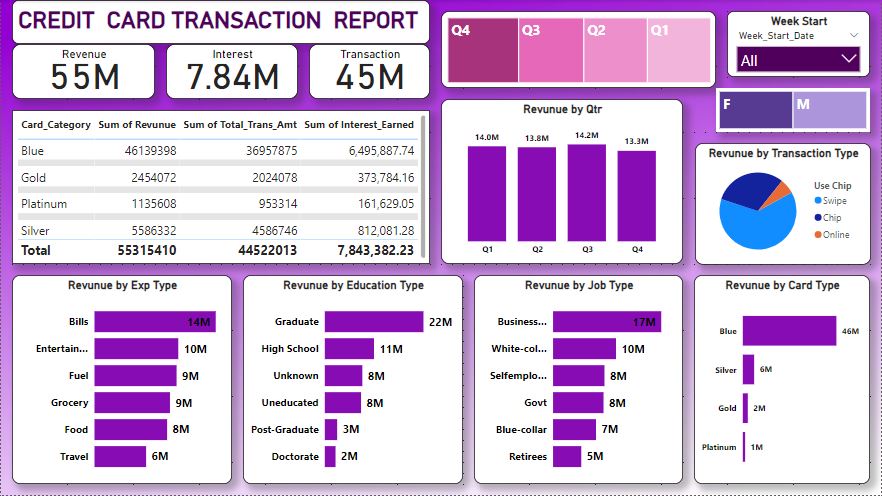 CREDIT CARD TRANSACTION REPORT
Revenue
55M
Interest
7.84M
Transaction
45M
Q4
Q3
Q2
Q1
Week Start
Week_Start_Date
All
F
M
Card_Category Sum of Revunue Sum of Total_Trans_Amt Sum of Interest_Earned
Blue 46139398 36957875 6,495,887.74
Gold 2454072 2024078 373,784.16
Platinum 1135608 953314 161,629.05
Silver 5586332 4586746 812,081.28
Total 55315410 44522013 7,843,382.23
Revunue by Qtr
14.0M
13.8M
14.2M
13.3M
Q1
Q2
Q3
Q4
Revunue by Transaction Type
Use Chip
Swipe
Chip
Online
Revunue by Exp Type
Bills 14M
Entertain... 10M
Fuel 9M
Grocery 9M
Food 8M
Travel 6M
Revunue by Education Type
Graduate 22M
High School 11M
Unknown 8M
Uneducated 8M
Post-Graduate 3M
Doctorate 2M
Revunue by Job Type
Business... 17M
White-col... 10M
Selfemplo... 8M
Govt 8M
Blue-collar 7M
Retirees 5M
Revunue by Card Type
Blue 46M
Silver 6M
Gold 2M
Platinum 1M